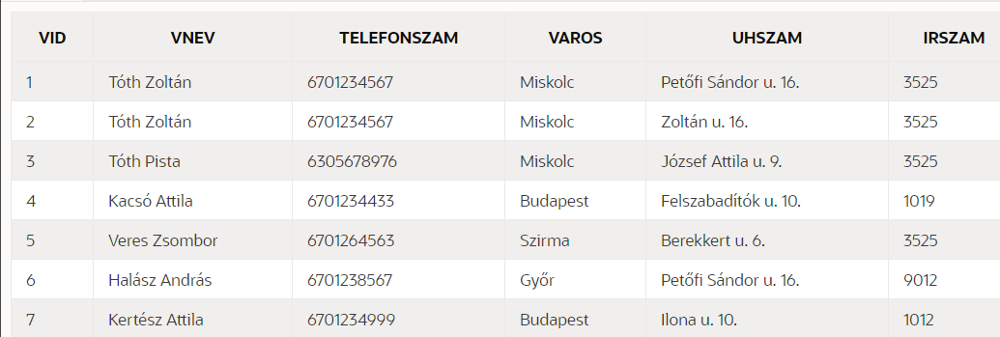 VID VNEV TELEFONSZAM VAROS UHSZAM IRSZAM
1 Tóth Zoltán 6701234567 Miskolc Petőfi Sándor u. 16. 3525
2 Tóth Zoltán 6701234567 Miskolc Zoltán u. 16. 3525
3 Tóth Pista 6305678976 Miskolc József Attila u. 9. 3525
4 Kacsó Attila 6701234433 Budapest Felszabadítók u. 10. 1019
5 Veres Zsombor 6701264563 Szirma Berekkert u. 6. 3525
6 Halász András 6701238567 Győr Petőfi Sándor u. 16. 9012
7 Kertész Attila 6701234999 Budapest Ilona u. 10. 1012